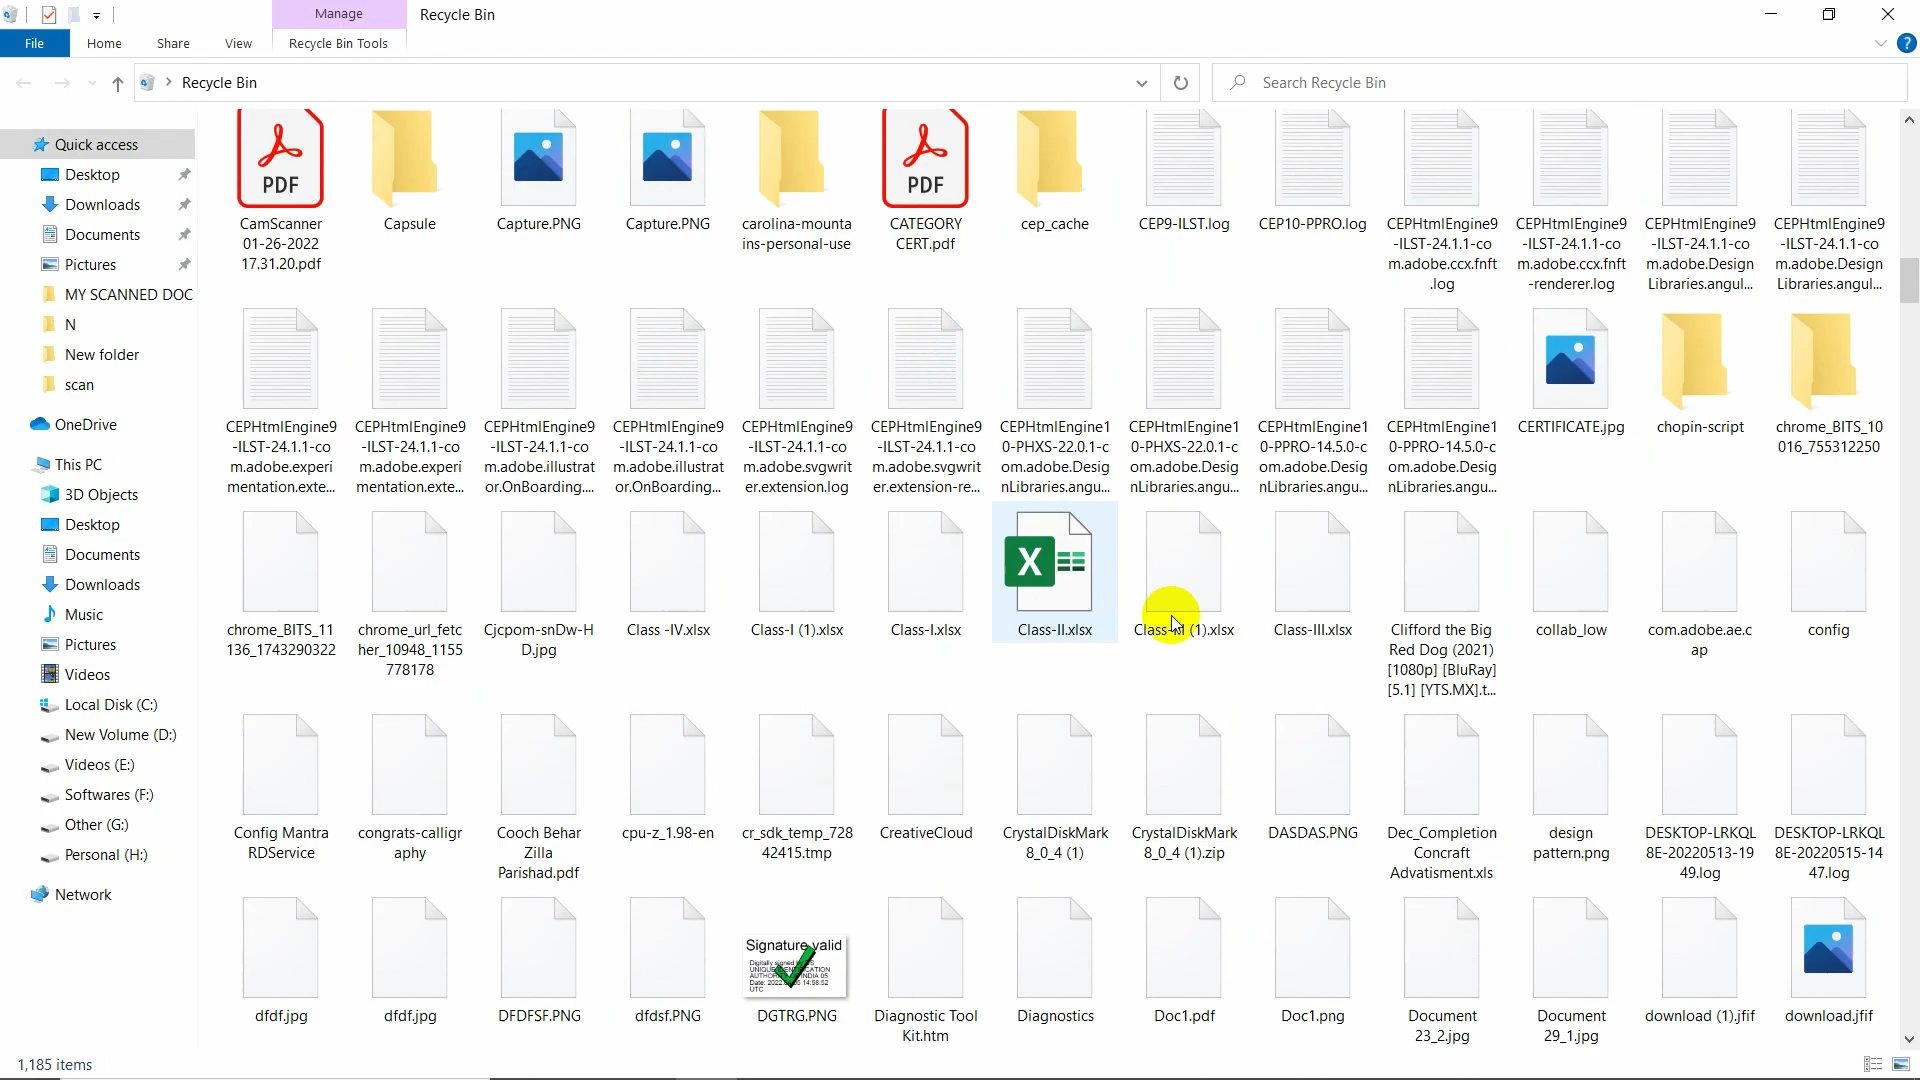 Manage
Recycle Bin
File
Home
Share
View
Recycle Bin Tools
Recycle Bin
Search Recycle Bin
Quick access
Desktop
Downloads
Documents
Pictures
MY SCANNED DOC
N
New folder
scan
OneDrive
This PC
3D Objects
Desktop
Documents
Downloads
Music
Pictures
Videos
Local Disk (C:)
New Volume (D:)
Videos (E:)
Softwares (F:)
Other (G:)
Personal (H:)
Network
PDF
CamScanner
01-26-2022
17.31.20.pdf
Capsule
Capture.PNG
Capture.PNG
carolina-mounta
ins-personal-use
PDF
CATEGORY
CERT.pdf
cep_cache
CEP9-ILST.log
CEP10-PPRO.log
CEPHtmlEngine9
-ILST-24.1.1-co
m.adobe.ccx.fnft
.log
CEPHtmlEngine9
-ILST-24.1.1-co
m.adobe.ccx.fnft
-renderer.log
CEPHtmlEngine9
-ILST-24.1.1-co
m.adobe.Design
Libraries.angul...
CEPHtmlEngine9
-ILST-24.1.1-co
m.adobe.Design
Libraries.angul...
CEPHtmlEngine9
-ILST-24.1.1-co
m.adobe.experi
mentation.exte...
CEPHtmlEngine9
-ILST-24.1.1-co
m.adobe.experi
mentation.exte...
CEPHtmlEngine9
-ILST-24.1.1-co
m.adobe.illustrat
or.OnBoarding....
CEPHtmlEngine9
-ILST-24.1.1-co
m.adobe.illustrat
or.OnBoarding...
CEPHtmlEngine9
-ILST-24.1.1-co
m.adobe.svgwrit
er.extension.log
CEPHtmlEngine9
-ILST-24.1.1-co
m.adobe.svgwrit
er.extension-re...
CEPHtmlEngine1
0-PHXS-22.0.1-c
om.adobe.Desig
nLibraries.angu...
CEPHtmlEngine1
0-PHXS-22.0.1-c
om.adobe.Desig
nLibraries.angu...
CEPHtmlEngine1
0-PPRO-14.5.0-c
om.adobe.Desig
nLibraries.angu...
CEPHtmlEngine1
0-PPRO-14.5.0-c
om.adobe.Desig
nLibraries.angu...
CERTIFICATE.jpg
chopin-script
chrome_BITS_10
016_755312250
chrome_BITS_11
136_1743290322
chrome_url_fetc
her_10948_1155
778178
Cjcpom-snDw-H
D.jpg
Class -IV.xlsx
Class-I (1).xlsx
Class-I.xlsx
X
Class-II.xlsx
(1).xlsx
Class-III.xlsx
Clifford the Big
Red Dog (2021)
[1080p] [BluRay]
[5.1] [YTS.MX].t...
collab_low
com.adobe.ae.c
ap
config
Config Mantra
RDService
congrats-calligr
aphy
Cooch Behar
Zilla
Parishad.pdf
cpu-z_1.98-en
cr_sdk_temp_728
42415.tmp
CreativeCloud
CrystalDiskMark
8_0_4 (1)
CrystalDiskMark
8_0_4 (1).zip
DASDAS.PNG
Dec_Completion
Concraft
Advatisment.xls
design
pattern.png
DESKTOP-LRKQL
8E-20220513-19
49.log
DESKTOP-LRKQL
8E-20220515-14
47.log
dfdf.jpg
dfdf.jpg
DFDFSF.PNG
dfdsf.PNG
Signature valid
Digitally signed by
DGTRG.PNG
Diagnostic Tool
Kit.htm
Diagnostics
Doc1.pdf
Doc1.png
Document
23_2.jpg
Document
29_1.jpg
download (1).jfif
download.jfif
1,185 items